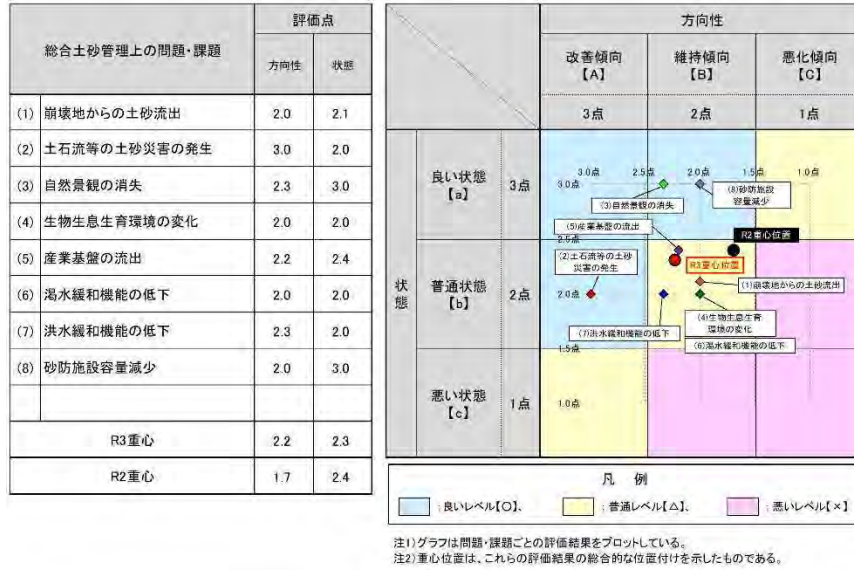 総合土砂管理上の問題・課題
評価点
方向性 状態
(1) 崩壊地からの土砂流出 2.0 2.1
(2) 土石流等の土砂災害の発生 3.0 2.0
(3) 自然景観の消失 2.3 3.0
(4) 生物生息生育環境の変化 2.0 2.0
(5) 産業基盤の流出 2.2 2.4
(6) 渇水緩和機能の低下 2.0 2.0
(7) 洪水緩和機能の低下 2.3 2.0
(8) 砂防施設容量減少 2.0 3.0
R3重心 2.2 2.3
R2重心 1.7 2.4
方向性
改善傾向 維持傾向 悪化傾向
【A】 【B】 【C】
3点 2点 1点
状態
良い状態
【a】
3点
普通状態
【b】
2点
悪い状態
【c】
1点
3.0点 2.5点 2.0点 1.5点 1.0点
3.0点
(8)砂防施設
容量減少
(3)自然景観の消失
(5)産業基盤の流出
R2重心位置
2.5点
(2)土石流等の土砂
災害の発生
R3重心位置
(1)崩壊地からの土砂流出
2.0点
(4)生物生息生育
環境の変化
(7)洪水緩和機能の低下
(6)渇水緩和機能の低下
1.5点
1.0点
凡 例
:良いレベル【○】、 :普通レベル【△】、 :悪いレベル【×】
注1)グラフは問題・課題ごとの評価結果をプロットしている。
注2)重心位置は、これらの評価結果の総合的な位置付けを示したものである。